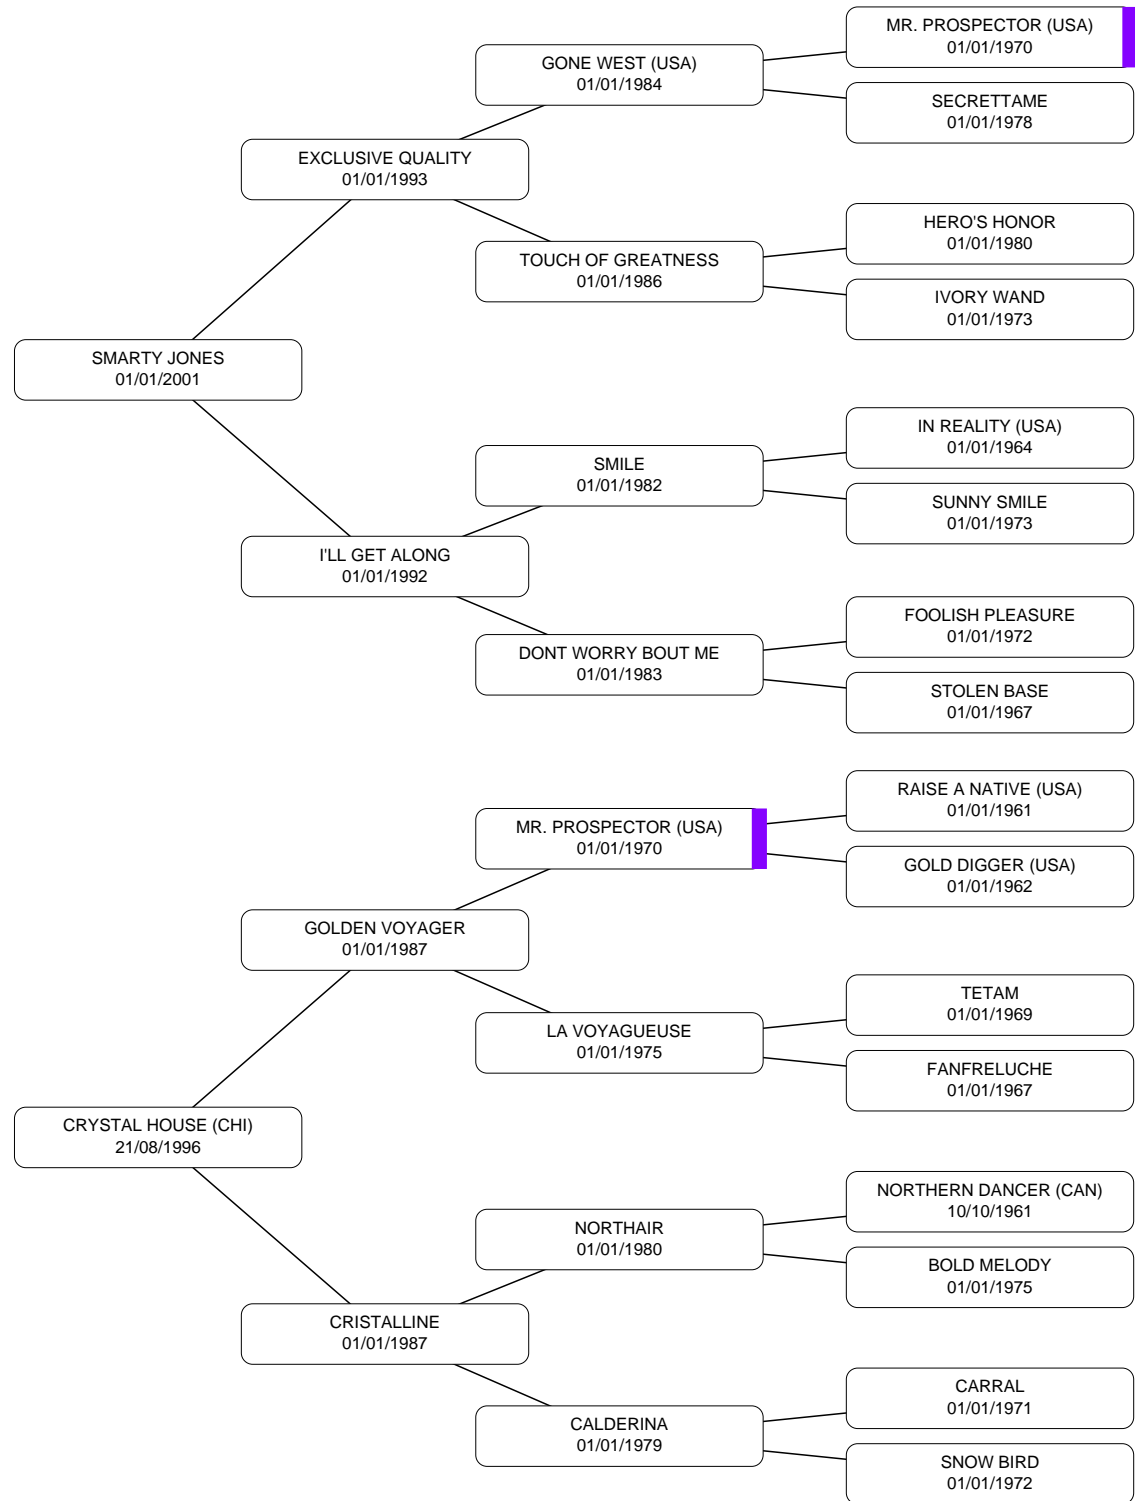 MR. PROSPECTOR (USA)
01/01/1970
GONE WEST (USA)
01/01/1984
SECRETTAME
01/01/1978
EXCLUSIVE QUALITY
01/01/1993
HERO'S HONOR
01/01/1980
TOUCH OF GREATNESS
01/01/1986
IVORY WAND
01/01/1973
SMARTY JONES
01/01/2001
IN REALITY (USA)
01/01/1964
SMILE
01/01/1982
SUNNY SMILE
01/01/1973
I'LL GET ALONG
01/01/1992
FOOLISH PLEASURE
01/01/1972
DONT WORRY BOUT ME
01/01/1983
STOLEN BASE
01/01/1967
RAISE A NATIVE (USA)
01/01/1961
MR. PROSPECTOR (USA)
01/01/1970
GOLD DIGGER (USA)
01/01/1962
GOLDEN VOYAGER
01/01/1987
TETAM
01/01/1969
LA VOYAGUEUSE
01/01/1975
FANFRELUCHE
01/01/1967
CRYSTAL HOUSE (CHI)
21/08/1996
NORTHERN DANCER (CAN)
10/10/1961
NORTHAIR
01/01/1980
BOLD MELODY
01/01/1975
CRISTALLINE
01/01/1987
CARRAL
01/01/1971
CALDERINA
01/01/1979
SNOW BIRD
01/01/1972